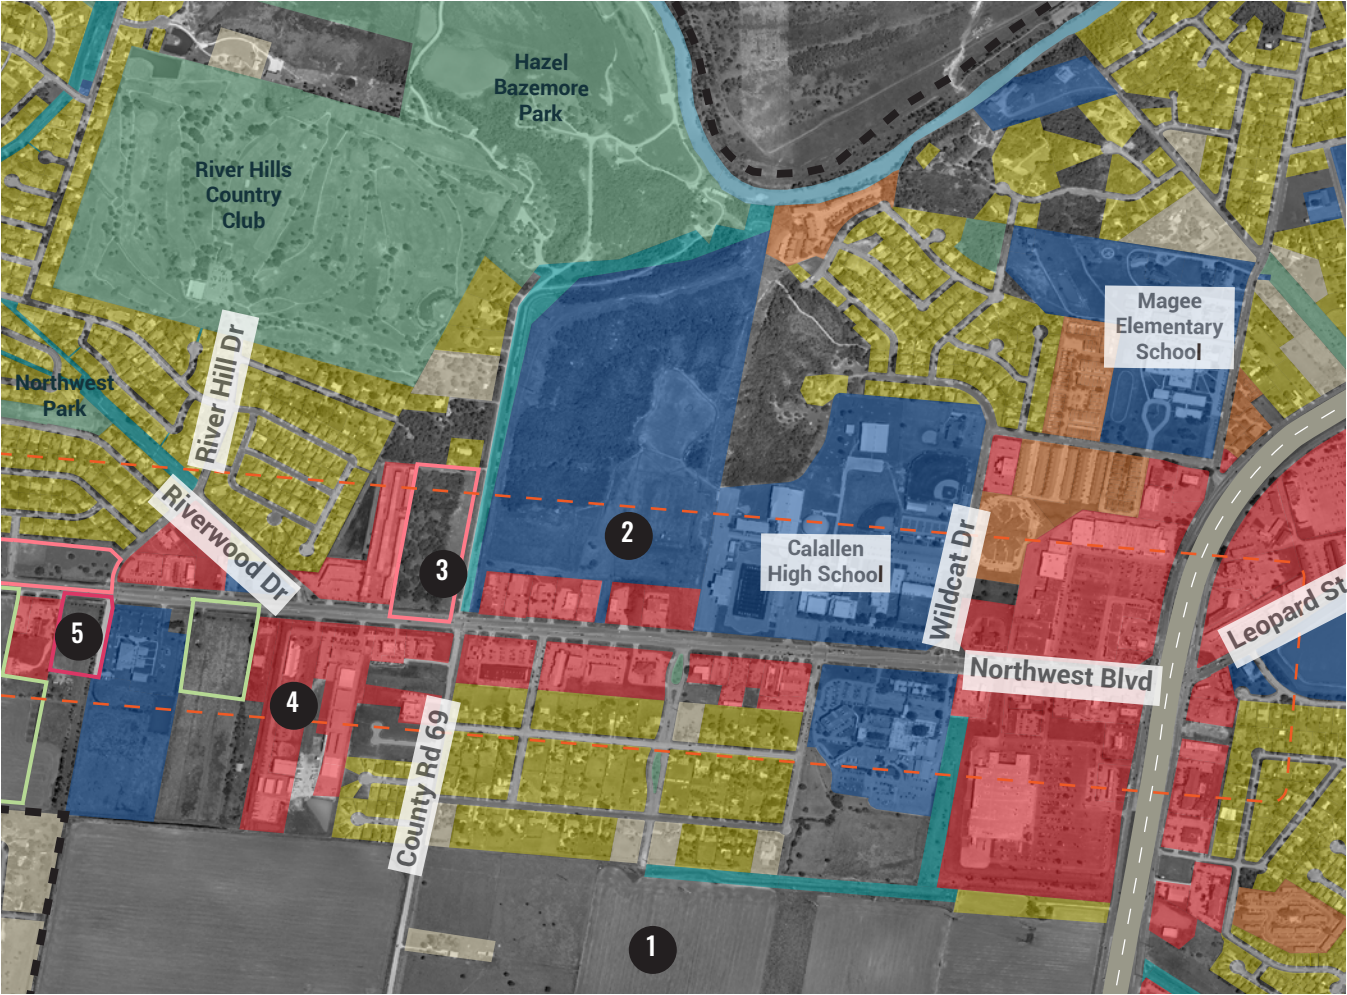 Hazel
Bazemore
Park
River Hills
Country
Club
Magee
Elementary
School
River Hill Dr
Northwest
Park
Riverwood Dr
2
3
Calallen
High School
Wildcat Dr
Leopard St
5
4
Northwest Blvd
County Rd 69
1